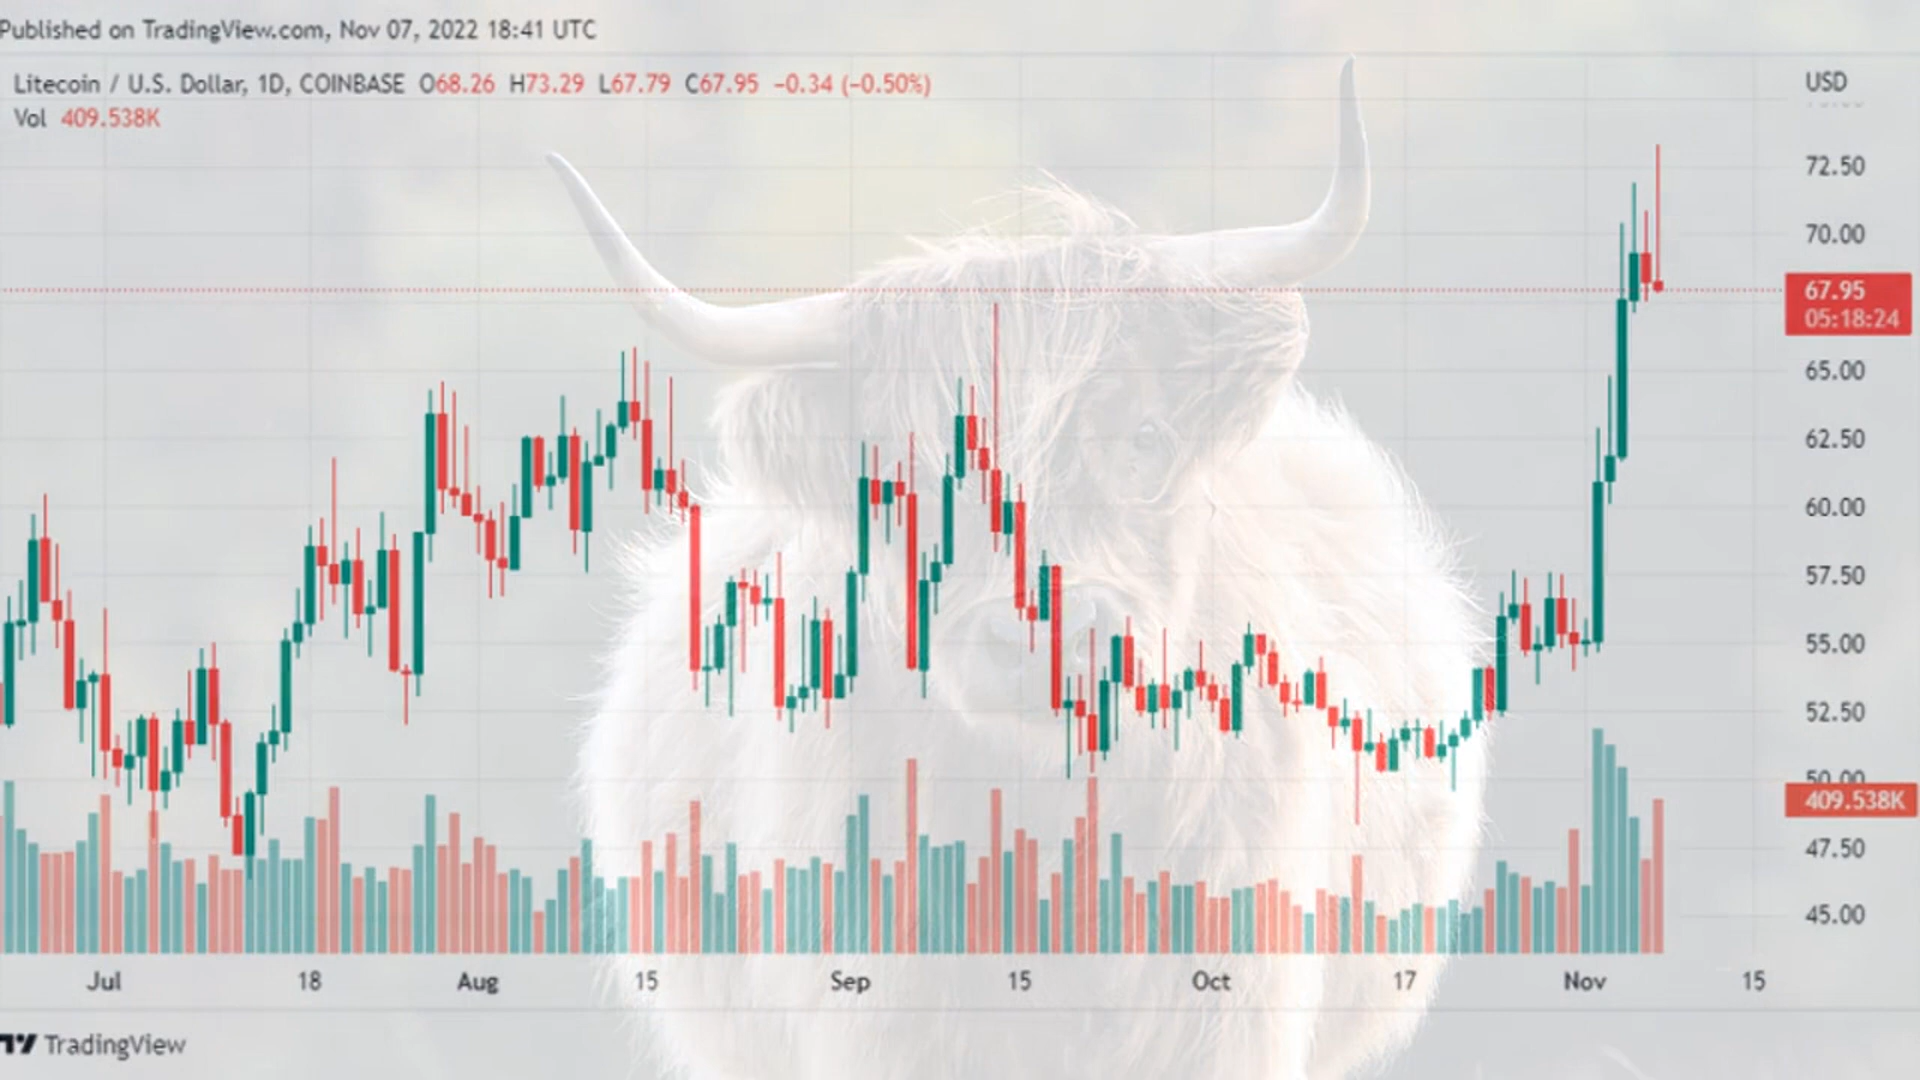 Published on TradingView.com, Nov 07, 2022 18:41 UTC
Litecoin / U.S. Dollar, 1D, COINBASE O68.26 H73.29 L67.79 C67.95 −0.34 (−0.50%)
Vol 409.538K
USD
72.50
70.00
67.95
05:18:24
65.00
62.50
60.00
57.50
55.00
52.50
50.00
409.538K
47.50
45.00
Jul 18 Aug 15 Sep 15 Oct 17 Nov 15
TradingView